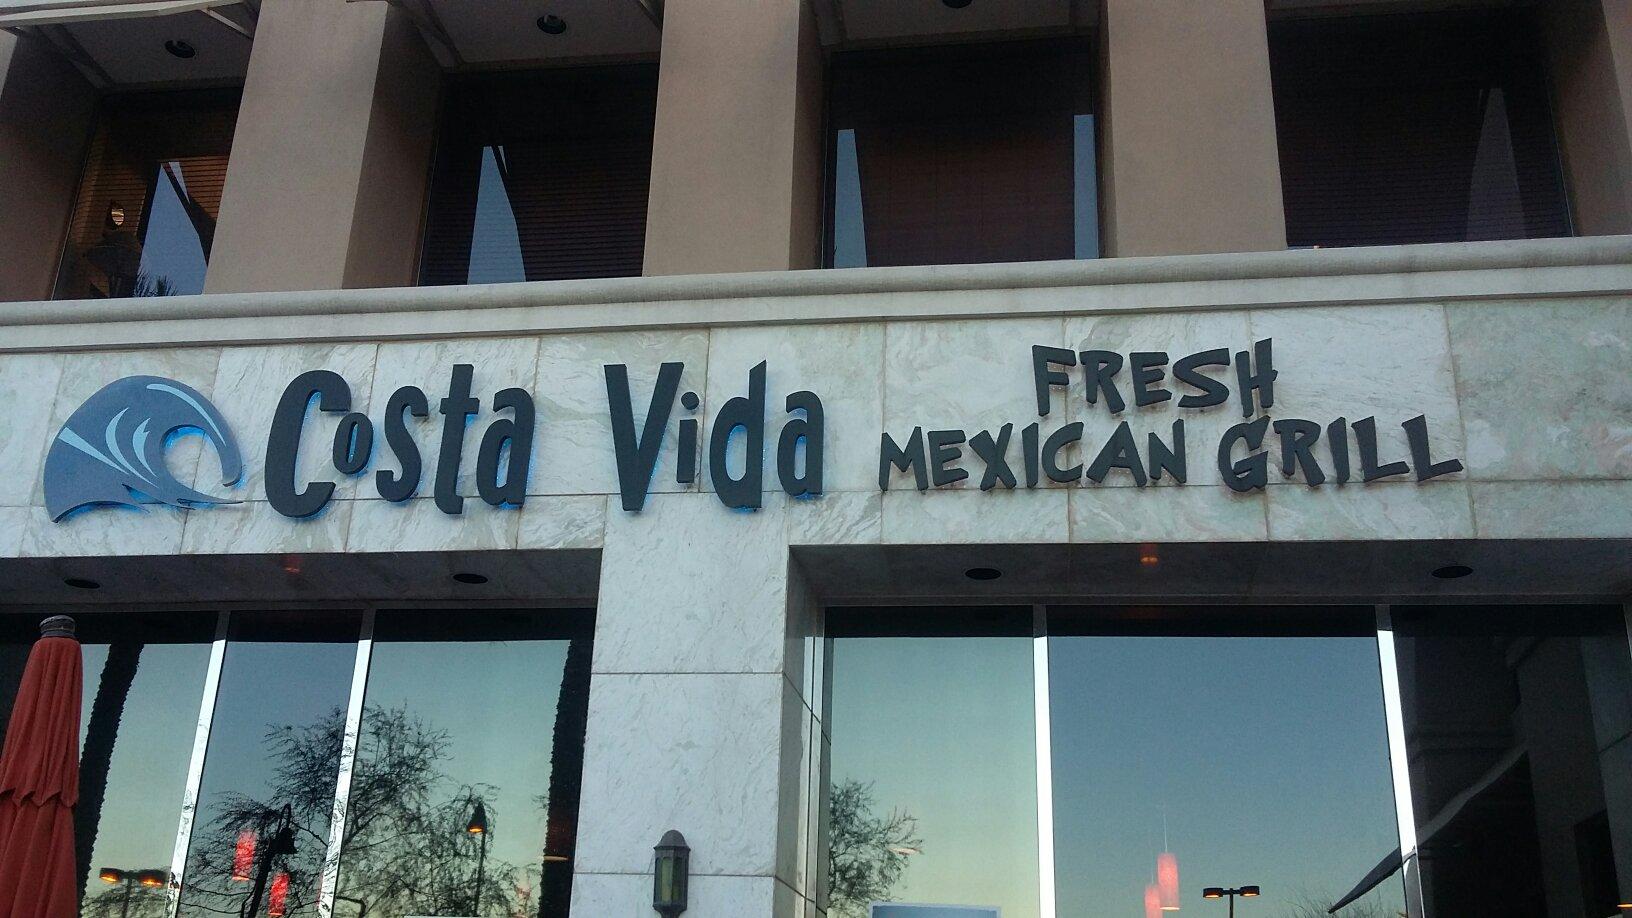 Costa Vida
FRESH
MEXICAN GRILL